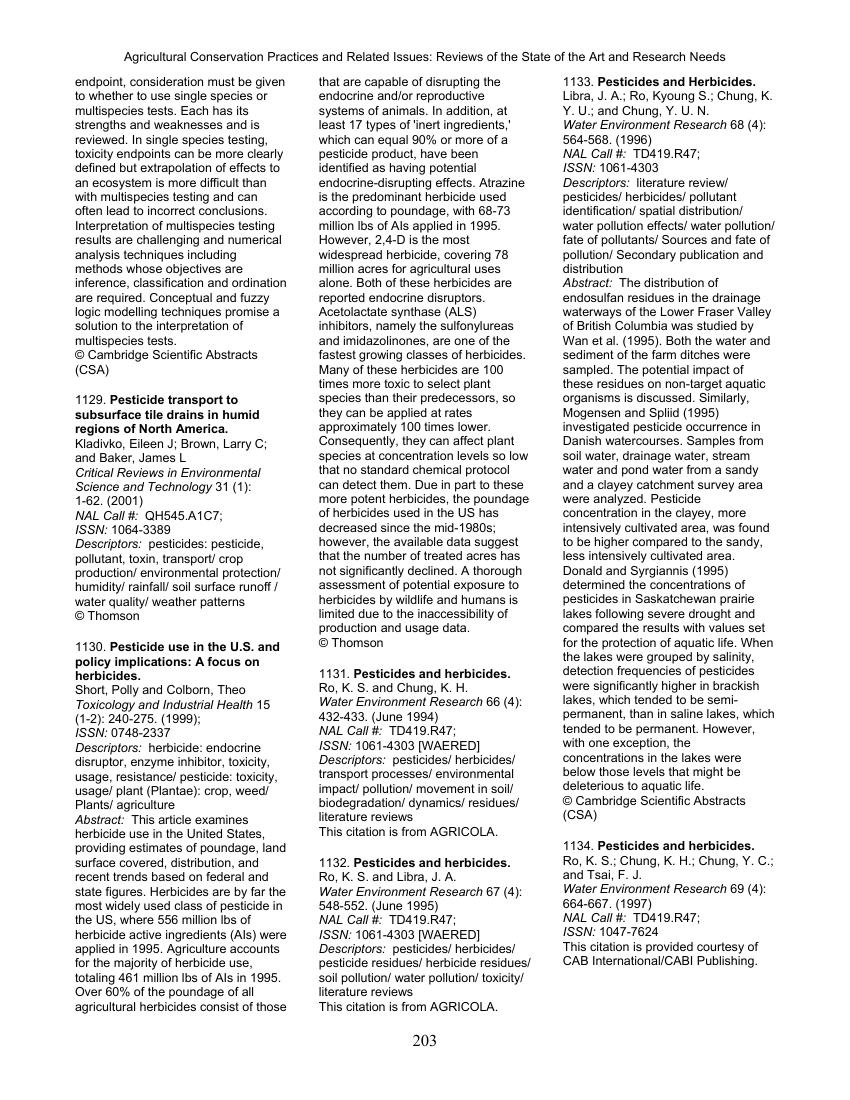 Agricultural Conservation Practices and Related Issues: Reviews of the State of the Art and Research Needs
endpoint, consideration must be given
to whether to use single species or
multispecies tests. Each has its
strengths and weaknesses and is
reviewed. In single species testing,
toxicity endpoints can be more clearly
defined but extrapolation of effects to
an ecosystem is more difficult than
with multispecies testing and can
often lead to incorrect conclusions.
Interpretation of multispecies testing
results are challenging and numerical
analysis techniques including
methods whose objectives are
inference, classification and ordination
are required. Conceptual and fuzzy
logic modelling techniques promise a
solution to the interpretation of
multispecies tests.
© Cambridge Scientific Abstracts
(CSA)
1129. Pesticide transport to
subsurface tile drains in humid
regions of North America.
Kladivko, Eileen J; Brown, Larry C;
and Baker, James L
Critical Reviews in Environmental
Science and Technology 31 (1):
1-62. (2001)
NAL Call #: QH545.A1C7;
ISSN: 1064-3389
Descriptors: pesticides: pesticide,
pollutant, toxin, transport/ crop
production/ environmental protection/
humidity/ rainfall/ soil surface runoff /
water quality/ weather patterns
© Thomson
1130. Pesticide use in the U.S. and
policy implications: A focus on
herbicides.
Short, Polly and Colborn, Theo
Toxicology and Industrial Health 15
(1-2): 240-275. (1999);
ISSN: 0748-2337
Descriptors: herbicide: endocrine
disruptor, enzyme inhibitor, toxicity,
usage, resistance/ pesticide: toxicity,
usage/ plant (Plantae): crop, weed/
Plants/ agriculture
Abstract: This article examines
herbicide use in the United States,
providing estimates of poundage, land
surface covered, distribution, and
recent trends based on federal and
state figures. Herbicides are by far the
most widely used class of pesticide in
the US, where 556 million lbs of
herbicide active ingredients (AIs) were
applied in 1995. Agriculture accounts
for the majority of herbicide use,
totaling 461 million lbs of AIs in 1995.
Over 60% of the poundage of all
agricultural herbicides consist of those
that are capable of disrupting the
endocrine and/or reproductive
systems of animals. In addition, at
least 17 types of 'inert ingredients,'
which can equal 90% or more of a
pesticide product, have been
identified as having potential
endocrine-disrupting effects. Atrazine
is the predominant herbicide used
according to poundage, with 68-73
million lbs of AIs applied in 1995.
However, 2,4-D is the most
widespread herbicide, covering 78
million acres for agricultural uses
alone. Both of these herbicides are
reported endocrine disruptors.
Acetolactate synthase (ALS)
inhibitors, namely the sulfonylureas
and imidazolinones, are one of the
fastest growing classes of herbicides.
Many of these herbicides are 100
times more toxic to select plant
species than their predecessors, so
they can be applied at rates
approximately 100 times lower.
Consequently, they can affect plant
species at concentration levels so low
that no standard chemical protocol
can detect them. Due in part to these
more potent herbicides, the poundage
of herbicides used in the US has
decreased since the mid-1980s;
however, the available data suggest
that the number of treated acres has
not significantly declined. A thorough
assessment of potential exposure to
herbicides by wildlife and humans is
limited due to the inaccessibility of
production and usage data.
© Thomson
1131. Pesticides and herbicides.
Ro, K. S. and Chung, K. H.
Water Environment Research 66 (4):
432-433. (June 1994)
NAL Call #: TD419.R47;
ISSN: 1061-4303 [WAERED]
Descriptors: pesticides/ herbicides/
transport processes/ environmental
impact/ pollution/ movement in soil/
biodegradation/ dynamics/ residues/
literature reviews
This citation is from AGRICOLA.
1132. Pesticides and herbicides.
Ro, K. S. and Libra, J. A.
Water Environment Research 67 (4):
548-552. (June 1995)
NAL Call #: TD419.R47;
ISSN: 1061-4303 [WAERED]
Descriptors: pesticides/ herbicides/
pesticide residues/ herbicide residues/
soil pollution/ water pollution/ toxicity/
literature reviews
This citation is from AGRICOLA.
1133. Pesticides and Herbicides.
Libra, J. A.; Ro, Kyoung S.; Chung, K.
Y. U.; and Chung, Y. U. N.
Water Environment Research 68 (4):
564-568. (1996)
NAL Call #: TD419.R47;
ISSN: 1061-4303
Descriptors: literature review/
pesticides/ herbicides/ pollutant
identification/ spatial distribution/
water pollution effects/ water pollution/
fate of pollutants/ Sources and fate of
pollution/ Secondary publication and
distribution
Abstract: The distribution of
endosulfan residues in the drainage
waterways of the Lower Fraser Valley
of British Columbia was studied by
Wan et al. (1995). Both the water and
sediment of the farm ditches were
sampled. The potential impact of
these residues on non-target aquatic
organisms is discussed. Similarly,
Mogensen and Spliid (1995)
investigated pesticide occurrence in
Danish watercourses. Samples from
soil water, drainage water, stream
water and pond water from a sandy
and a clayey catchment survey area
were analyzed. Pesticide
concentration in the clayey, more
intensively cultivated area, was found
to be higher compared to the sandy,
less intensively cultivated area.
Donald and Syrgiannis (1995)
determined the concentrations of
pesticides in Saskatchewan prairie
lakes following severe drought and
compared the results with values set
for the protection of aquatic life. When
the lakes were grouped by salinity,
detection frequencies of pesticides
were significantly higher in brackish
lakes, which tended to be semi-
permanent, than in saline lakes, which
tended to be permanent. However,
with one exception, the
concentrations in the lakes were
below those levels that might be
deleterious to aquatic life.
© Cambridge Scientific Abstracts
(CSA)
1134. Pesticides and herbicides.
Ro, K. S.; Chung, K. H.; Chung, Y. C.;
and Tsai, F. J.
Water Environment Research 69 (4):
664-667. (1997)
NAL Call #: TD419.R47;
ISSN: 1047-7624
This citation is provided courtesy of
CAB International/CABI Publishing.
203